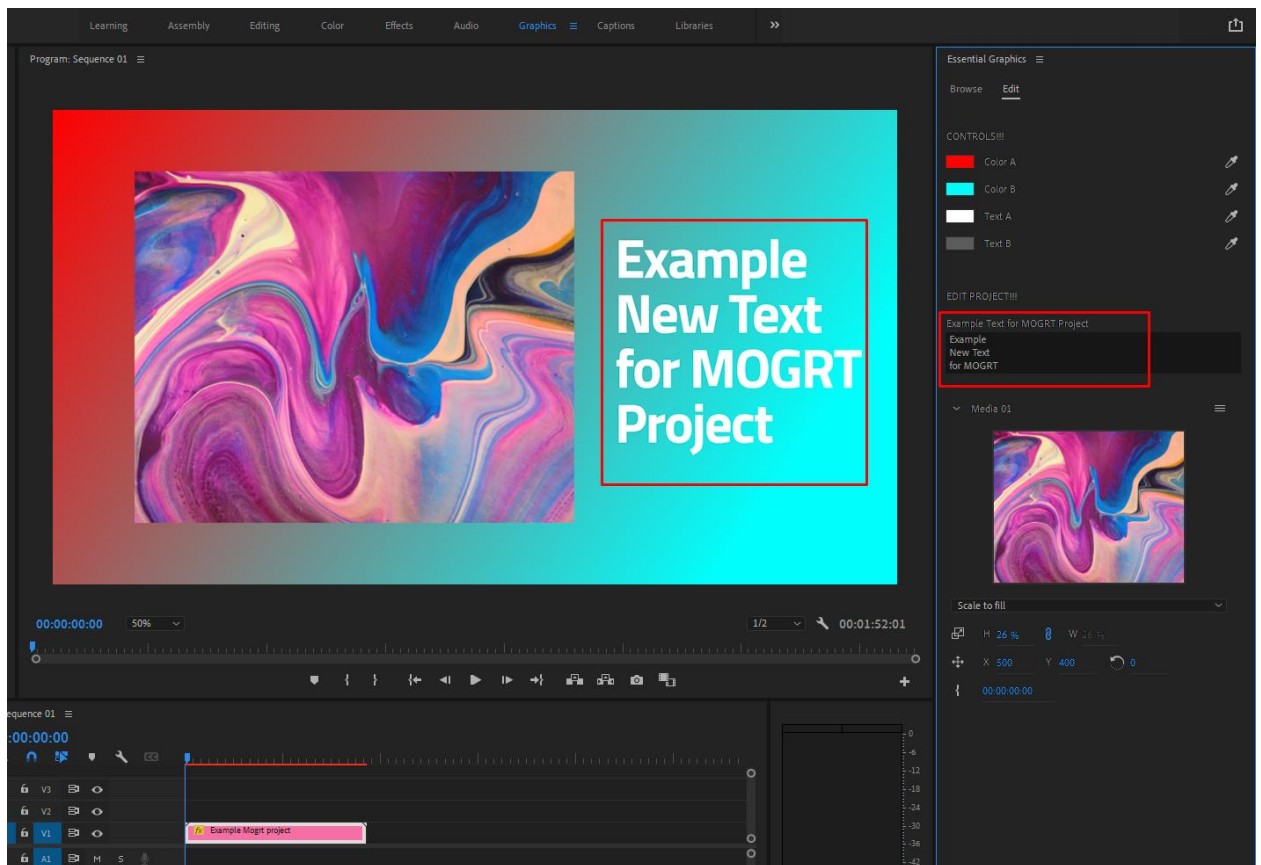 Learning Assembly Editing Color Effects Audio Graphics Captions Libraries
Program: Sequence 01
Example
New Text
for MOGRT
Project
00:00:00:00 50% 1/2 00:01:52:01
Essential Graphics
Browse Edit
CONTROLS!!!
Color A
Color B
Text A
Text B
EDIT PROJECT!!!
Example Text for MOGRT Project
Example
New Text
for MOGRT
Media 01
Scale to fill
H 26 % W 26 %
X 500 Y 400 0
00:00:00:00
equence 01
:00:00:00
V3
V2
V1 fx Example Mogrt project
A1 M S
0
-6
-12
-18
-24
-30
-36
-42